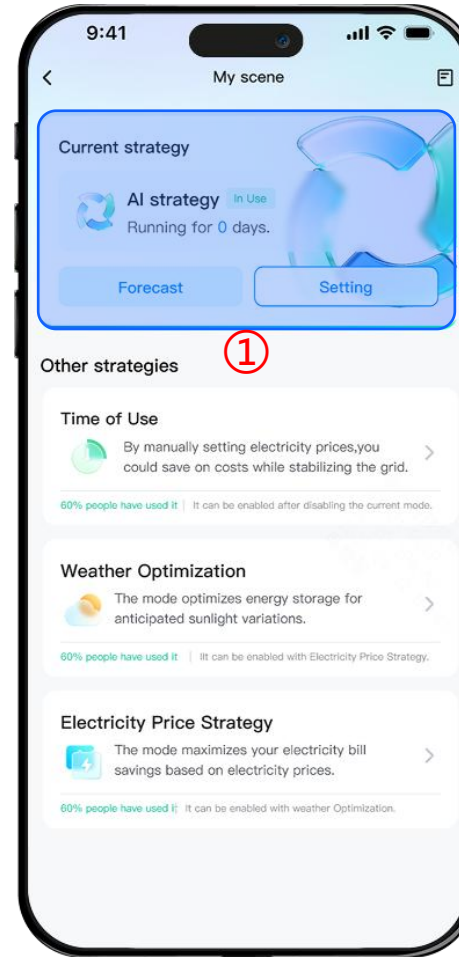 9:41
My scene
Current strategy
AI strategy In Use
Running for 0 days.
Forecast Setting
①
Other strategies
Time of Use
By manually setting electricity prices,you
could save on costs while stabilizing the grid.
60% people have used it | It can be enabled after disabling the current mode.
Weather Optimization
The mode optimizes energy storage for
anticipated sunlight variations.
60% people have used it | IIt can be enabled with Electricity Price Strategy.
Electricity Price Strategy
The mode maximizes your electricity bill
savings based on electricity prices.
60% people have used it | It can be enabled with weather Optimization.